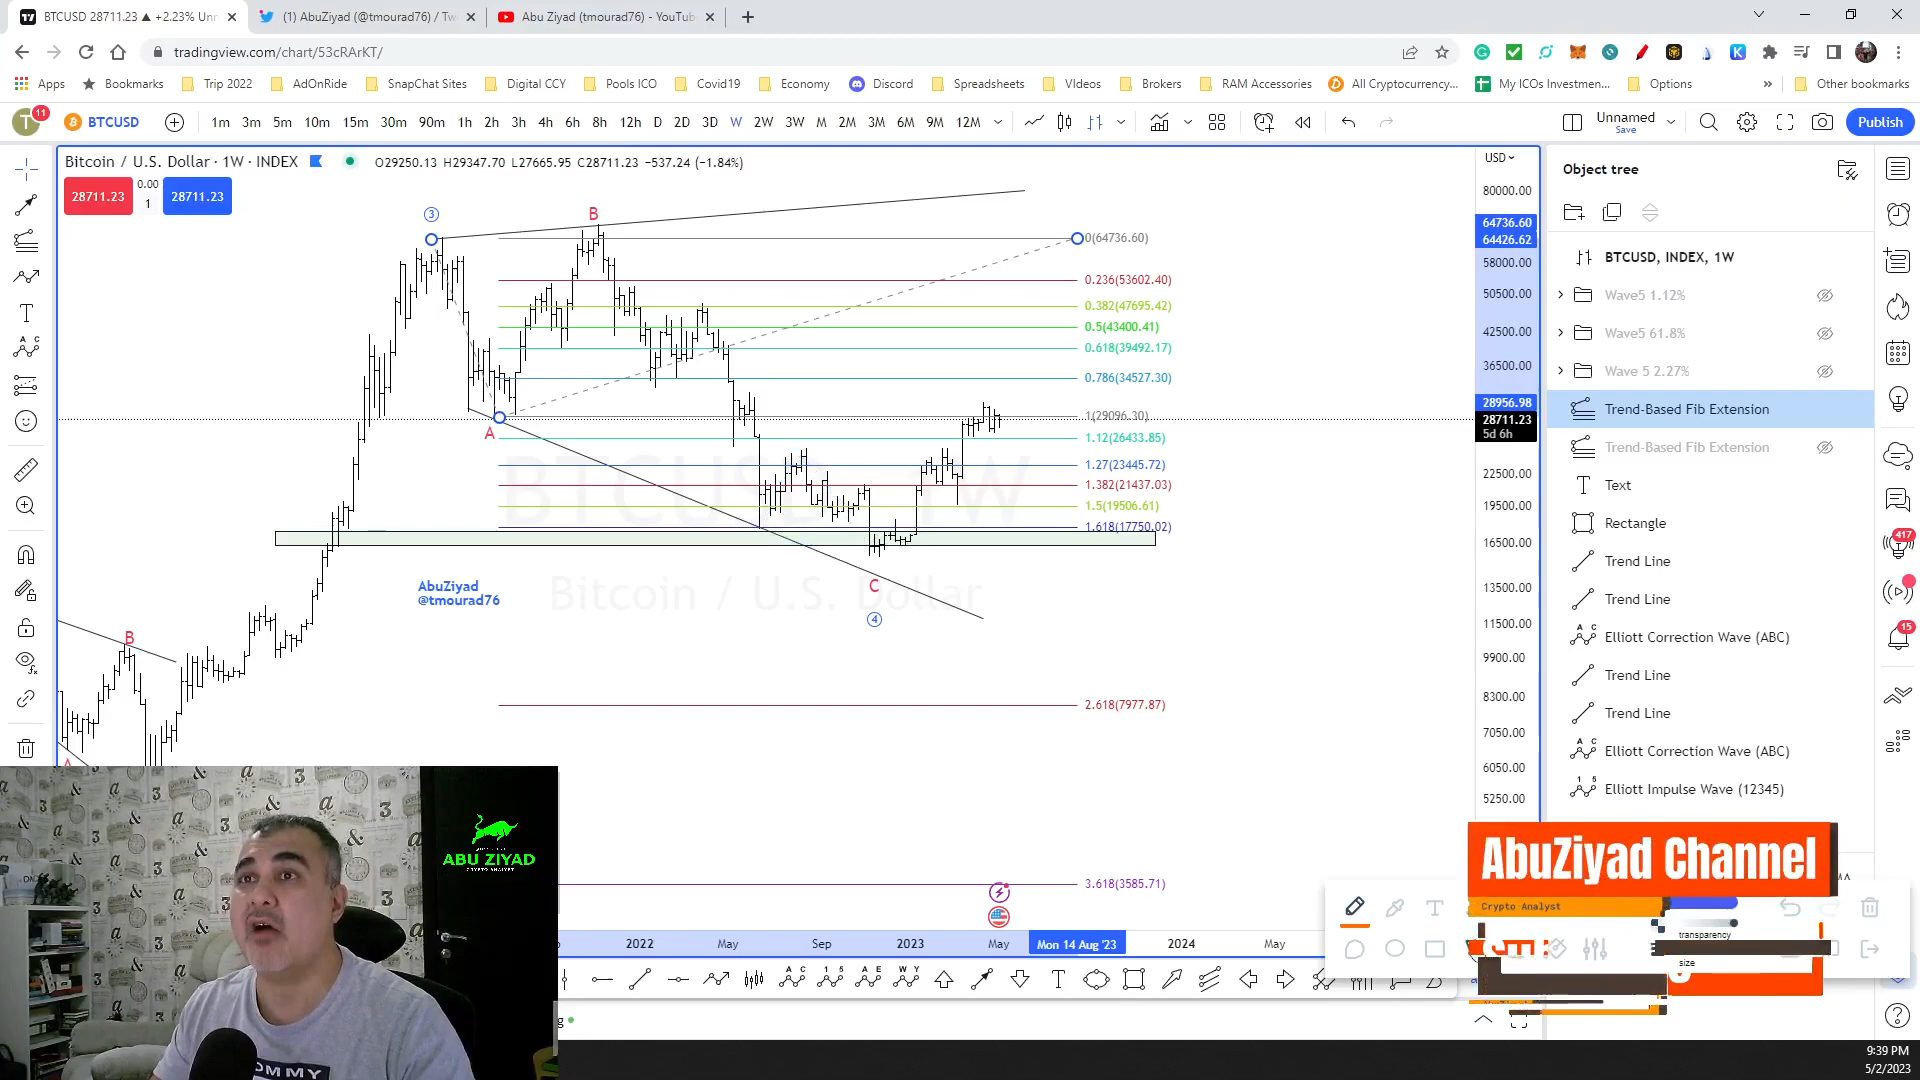 BTCUSD 28711.23 ▲ +2.23% Unn
(1) AbuZiyad (@tmourad76) / Tw
Abu Ziyad (tmourad76) - YouTub
tradingview.com/chart/53cRArKT/
Apps
Bookmarks
Trip 2022
AdOnRide
SnapChat Sites
Digital CCY
Pools ICO
Covid19
Economy
Discord
Spreadsheets
VIdeos
Brokers
RAM Accessories
All Cryptocurrency...
My ICOs Investmen...
Options
Other bookmarks
T 11
BTCUSD
1m 3m 5m 10m 15m 30m 90m 1h 2h 3h 4h 6h 8h 12h D 2D 3D W 2W 3W M 2M 3M 6M 9M 12M
Unnamed
Save
Publish
Bitcoin / U.S. Dollar · 1W · INDEX
O29250.13 H29347.70 L27665.95 C28711.23 −537.24 (−1.84%)
28711.23
0.00
1
28711.23
USD
80000.00
64736.60
64426.62
58000.00
50500.00
42500.00
36500.00
28956.98
28711.23
5d 6h
22500.00
19500.00
16500.00
13500.00
11500.00
9900.00
8300.00
7050.00
6050.00
5250.00
3
B
0(64736.60)
0.236(53602.40)
0.382(47695.42)
0.5(43400.41)
0.618(39492.17)
0.786(34527.30)
1(29096.30)
A
1.12(26433.85)
1.27(23445.72)
1.382(21437.03)
1.5(19506.61)
1.618(17750.02)
BTCUSD, 1W
Bitcoin / U.S. Dollar
AbuZiyad
@tmourad76
C
4
B
A
2.618(7977.87)
3.618(3585.71)
2022
May
Sep
2023
May
Mon 14 Aug '23
2024
May
Object tree
BTCUSD, INDEX, 1W
Wave5 1.12%
Wave5 61.8%
Wave 5 2.27%
Trend-Based Fib Extension
Trend-Based Fib Extension
Text
Rectangle
Trend Line
Trend Line
Elliott Correction Wave (ABC)
Trend Line
Trend Line
Elliott Correction Wave (ABC)
Elliott Impulse Wave (12345)
417
15
ABU ZIYAD
CRYPTO ANALYST
AbuZiyad Channel
Crypto Analyst
transparency
size
9:39 PM
5/2/2023